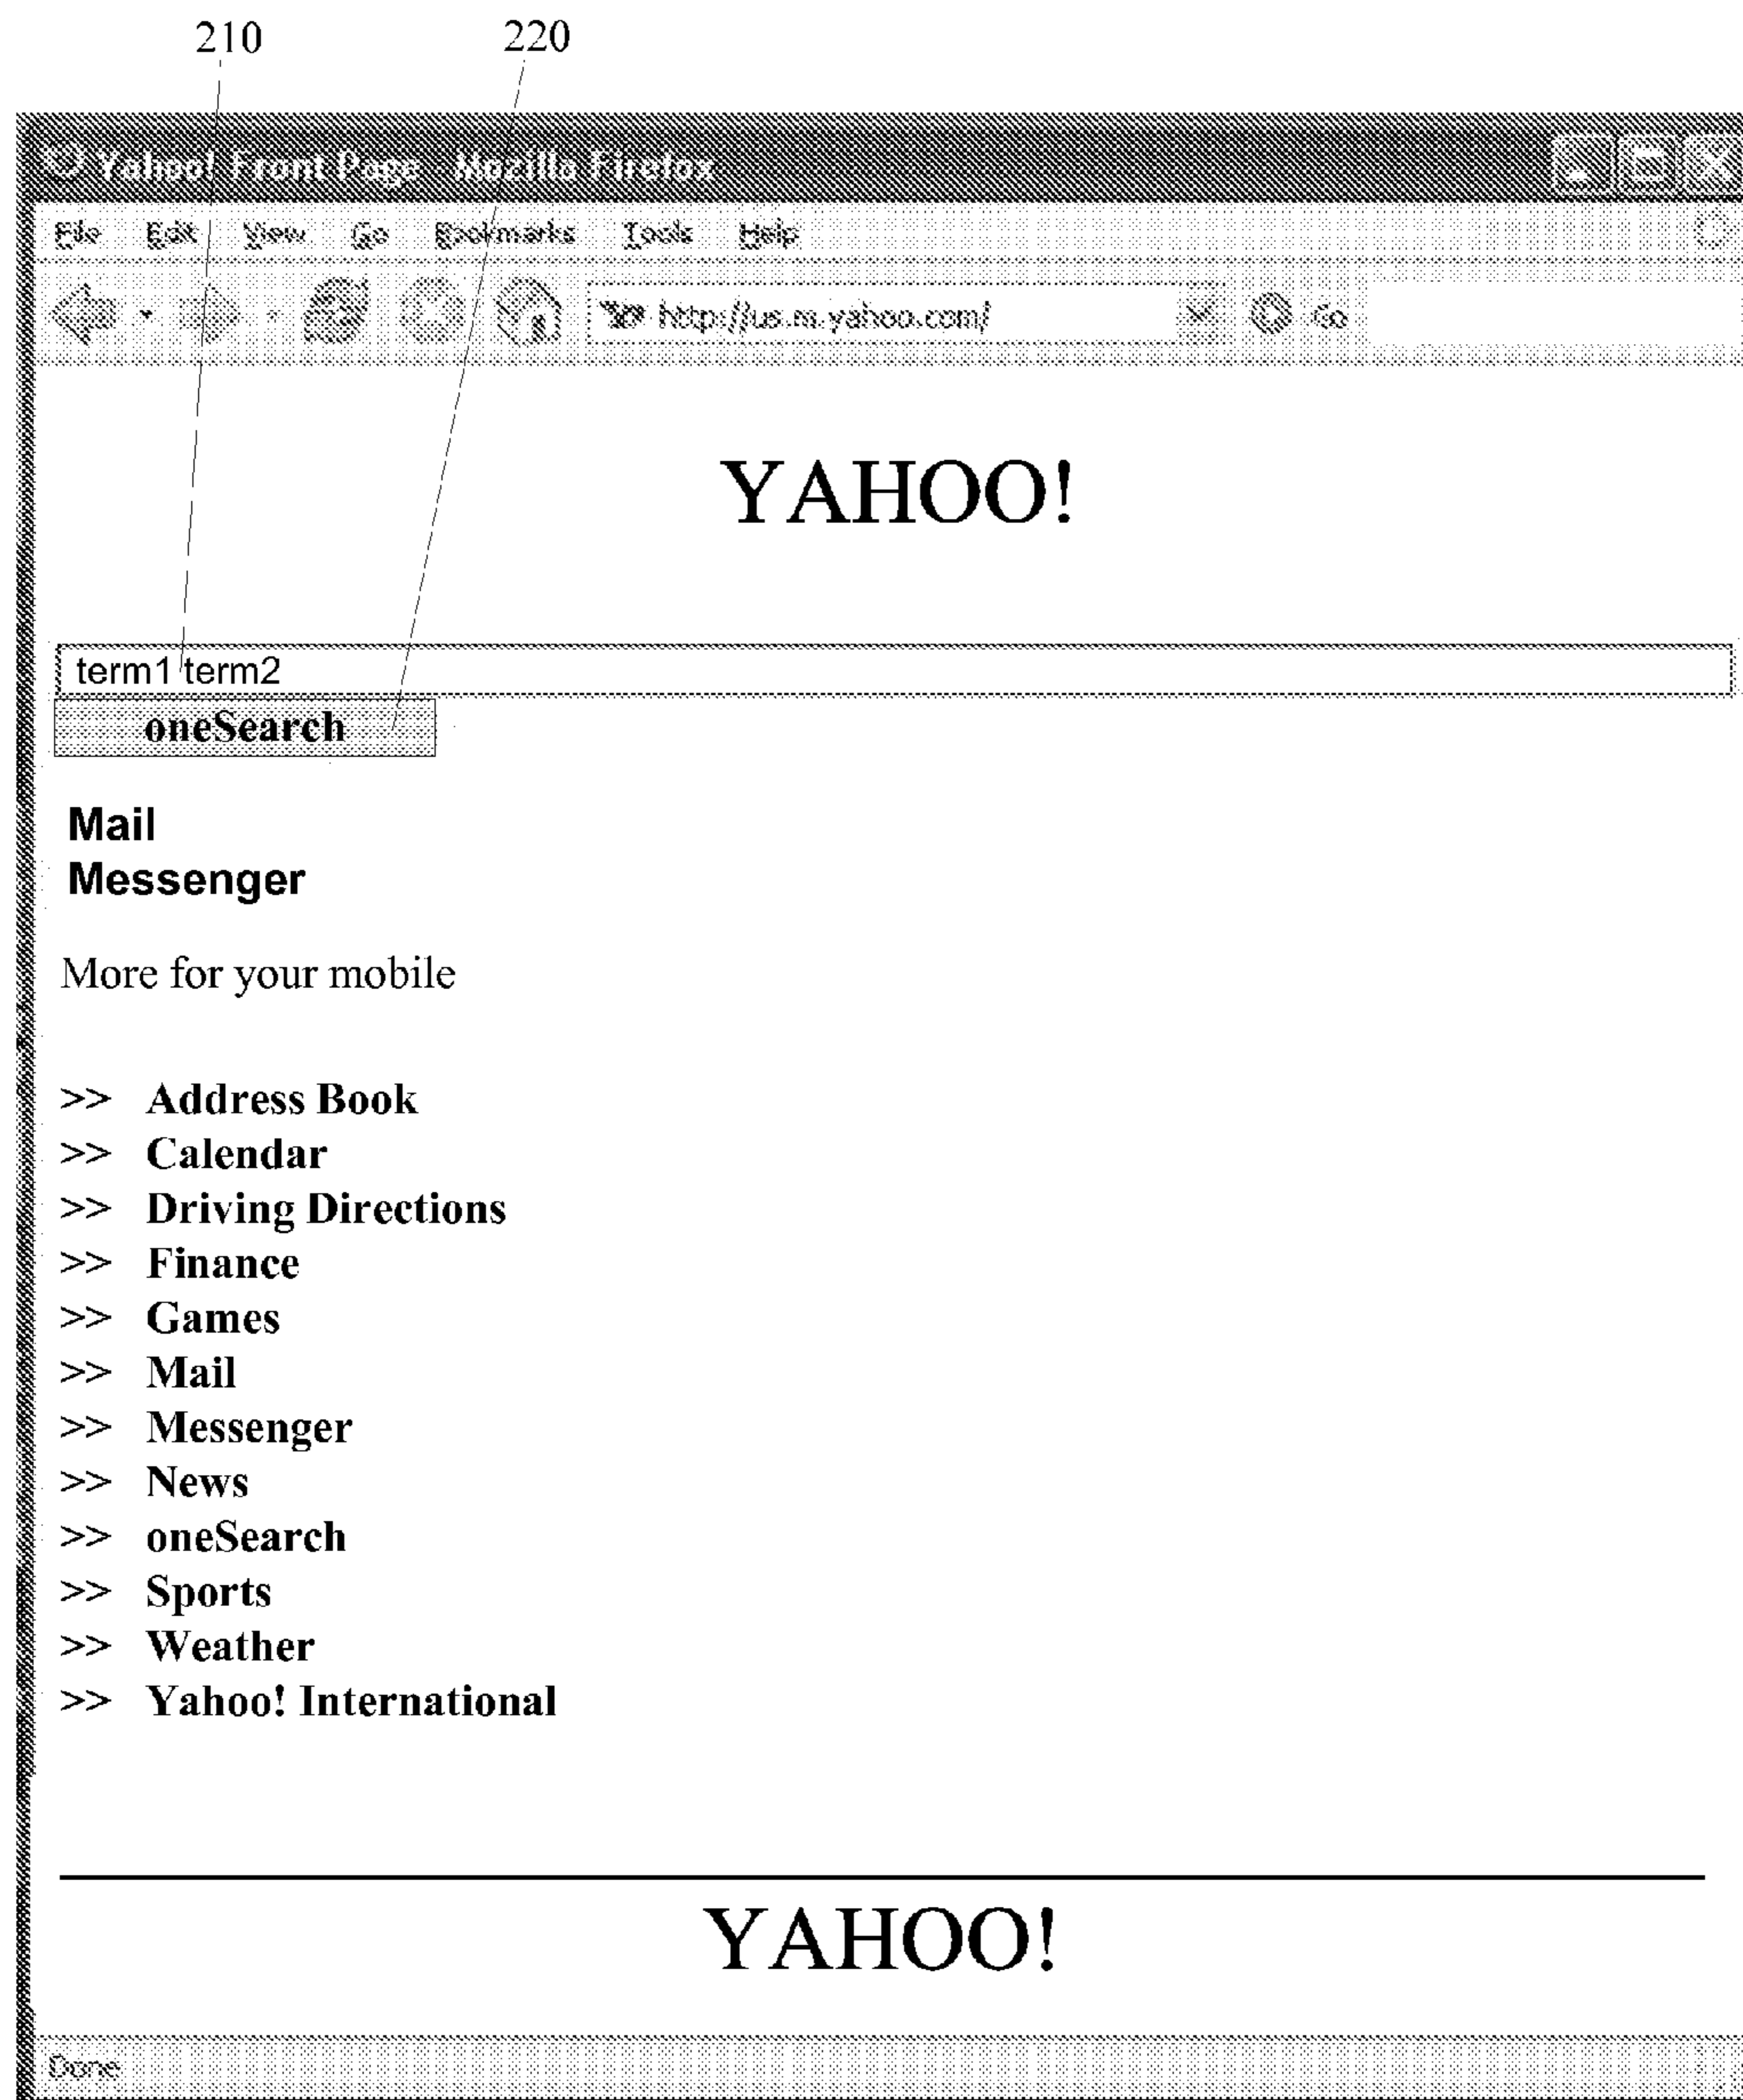 210 220
Yahoo! Front Page - Mozilla Firefox
File Edit View Go Bookmarks Tools Help
http://us.m.yahoo.com/ Go
YAHOO!
term1 term2
oneSearch
Mail
Messenger
More for your mobile
>> Address Book
>> Calendar
>> Driving Directions
>> Finance
>> Games
>> Mail
>> Messenger
>> News
>> oneSearch
>> Sports
>> Weather
>> Yahoo! International
YAHOO!
Done